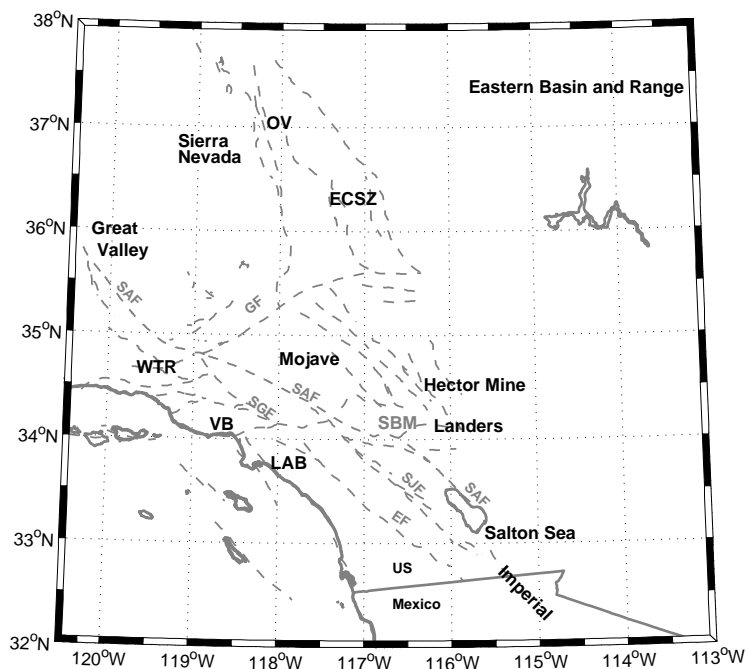 38°N
Eastern Basin and Range
37°N
OV
Sierra
Nevada
ECSZ
36°N
Great
Valley
SAF
GF
35°N
WTR
Mojave
Hector Mine
SAF
SGF
VB
SBM
Landers
34°N
LAB
SJF
SAF
EF
Salton Sea
33°N
US
Imperial
Mexico
32°N
120°W
119°W
118°W
117°W
116°W
115°W
114°W
113°W